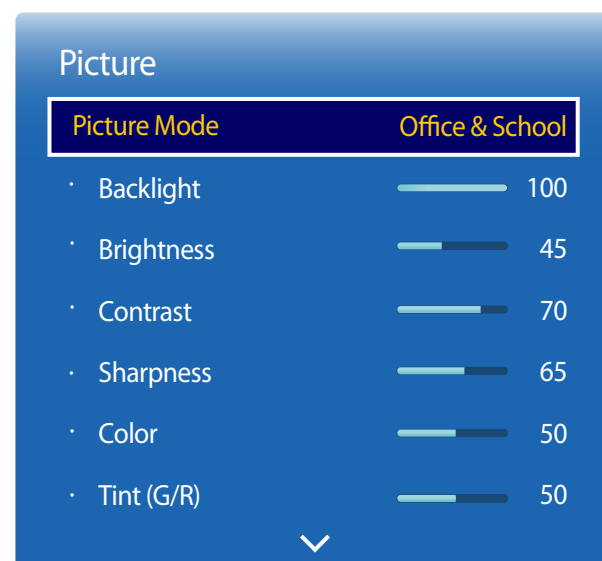 Picture
Picture Mode Office & School
· Backlight 100
· Brightness 45
· Contrast 70
· Sharpness 65
· Color 50
· Tint (G/R) 50